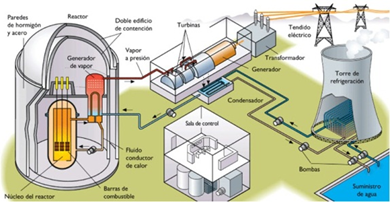 Paredes
de hormigón
y acero
Reactor
Doble edificio
de contención
Generador
de vapor
Vapor
a presión
Turbinas
Tendido
eléctrico
Transformador
Generador
Torre de
refrigeración
Condensador
Sala de control
Fluido
conductor
de calor
Bombas
Núcleo del reactor
Barras de
combustible
Suministro
de agua